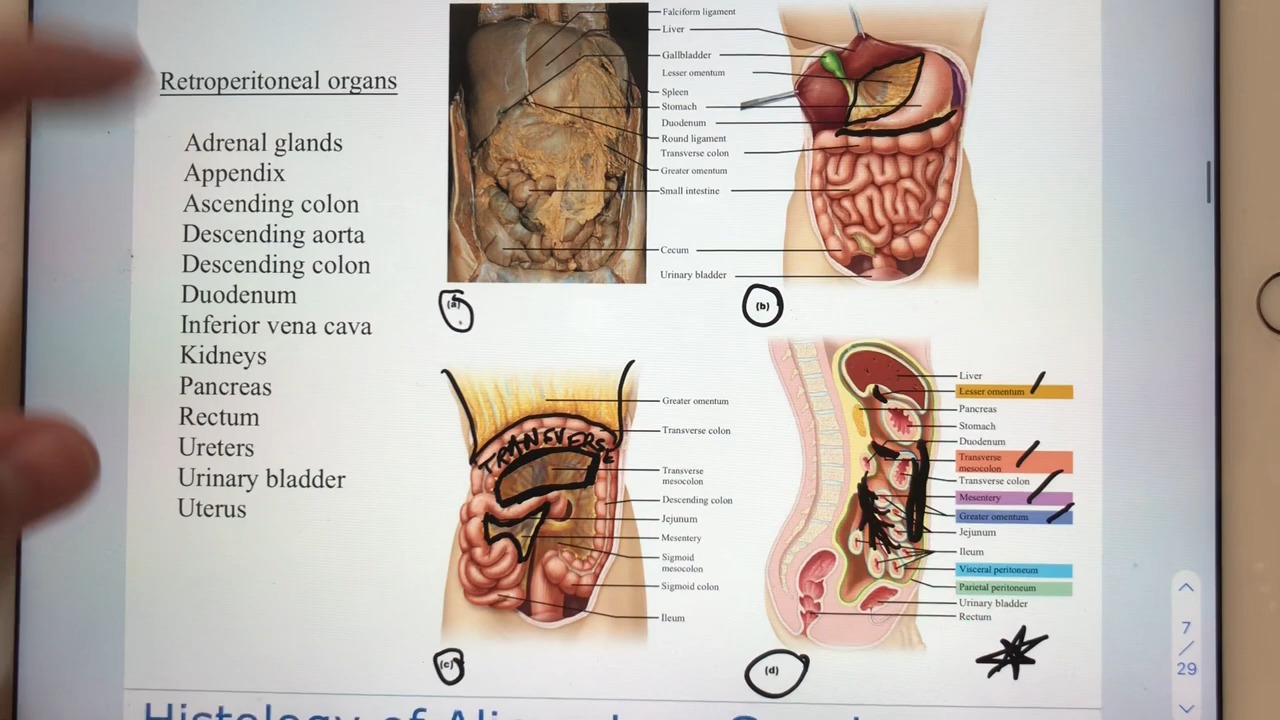 Retroperitoneal organs
Adrenal glands
Appendix
Ascending colon
Descending aorta
Descending colon
Duodenum
Inferior vena cava
Kidneys
Pancreas
Rectum
Ureters
Urinary bladder
Uterus
Falciform ligament
Liver
Gallbladder
Lesser omentum
Spleen
Stomach
Duodenum
Round ligament
Transverse colon
Greater omentum
Small intestine
Cecum
Urinary bladder
(a)
(b)
Greater omentum
Transverse colon
TRANSVERSE
Transverse
mesocolon
Descending colon
Jejunum
Mesentery
Sigmoid
mesocolon
Sigmoid colon
Ileum
(c)
Liver
Lesser omentum
Pancreas
Stomach
Duodenum
Transverse
mesocolon
Transverse colon
Mesentery
Greater omentum
Jejunum
Ileum
Visceral peritoneum
Parietal peritoneum
Urinary bladder
Rectum
(d)
7
/
29
Histology of